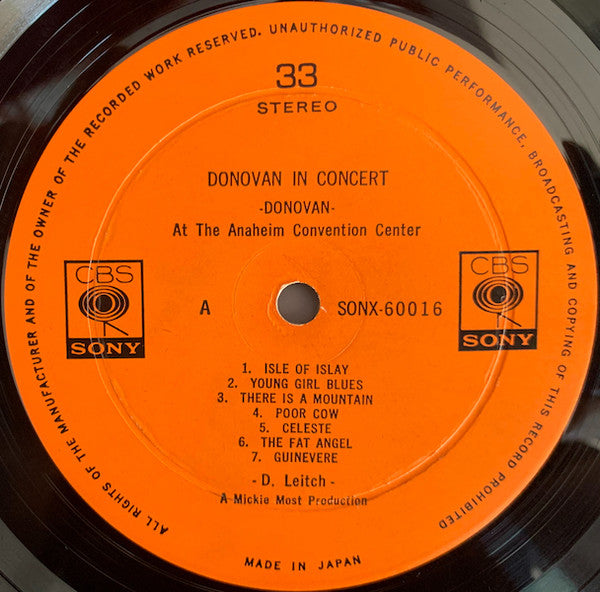 ALL RIGHTS OF THE MANUFACTURER AND OF THE OWNER OF THE RECORDED WORK RESERVED. UNAUTHORIZED PUBLIC PERFORMANCE, BROADCASTING AND COPYING OF THIS RECORD PROHIBITED
33
STEREO
DONOVAN IN CONCERT
-DONOVAN-
At The Anaheim Convention Center
CBS
SONY
A
SONX-60016
CBS
SONY
1. ISLE OF ISLAY
2. YOUNG GIRL BLUES
3. THERE IS A MOUNTAIN
4. POOR COW
5. CELESTE
6. THE FAT ANGEL
7. GUINEVERE
- D. Leitch -
A Mickie Most Production
MADE IN JAPAN